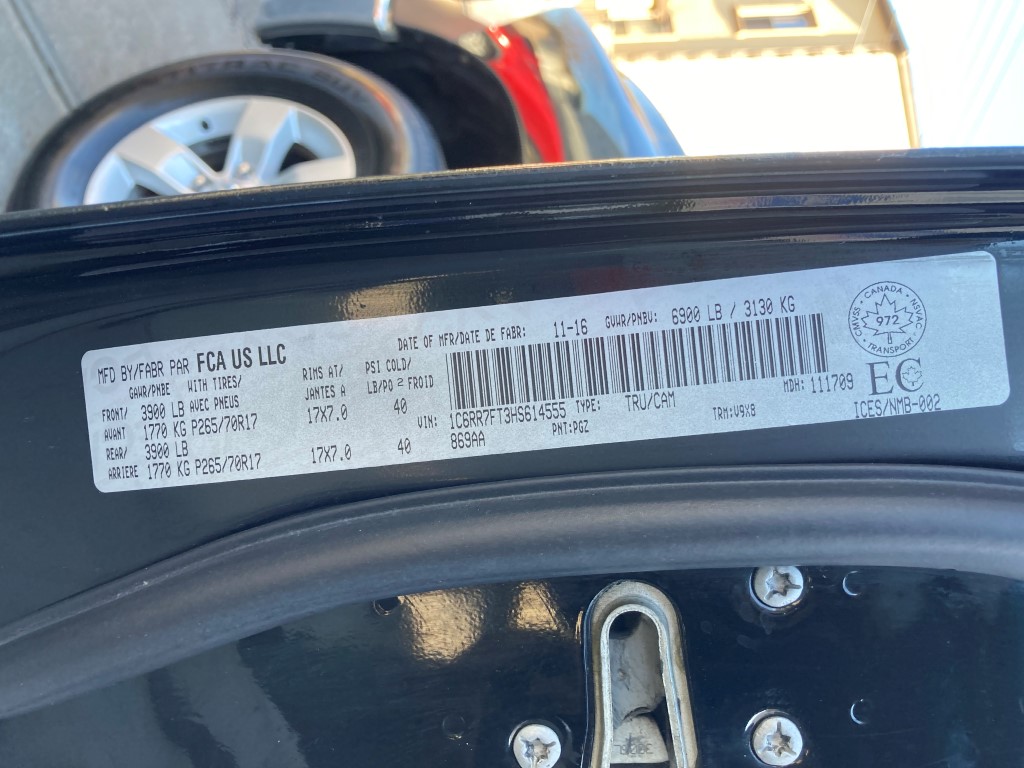 MFD BY/FABR PAR FCA US LLC
DATE OF MFR/DATE DE FABR: 11-16 GVWR/PNBV: 6900 LB / 3130 KG
GAWR/PNBE WITH TIRES/ AVEC PNEUS RIMS AT/ JANTES A PSI COLD/ LB/PO2 FROID
FRONT/ AVANT 3900 LB 1770 KG P265/70R17 17X7.0 40
REAR/ ARRIERE 3900 LB 1770 KG P265/70R17 17X7.0 40
VIN: 1C6RR7FT3HS614555 TYPE: TRU/CAM MDH: 111709
869AA PNT:PGZ TRM:V9X8
CANADA
CMVSS NSVAC
972
TRANSPORT
EC
ICES/NMB-002